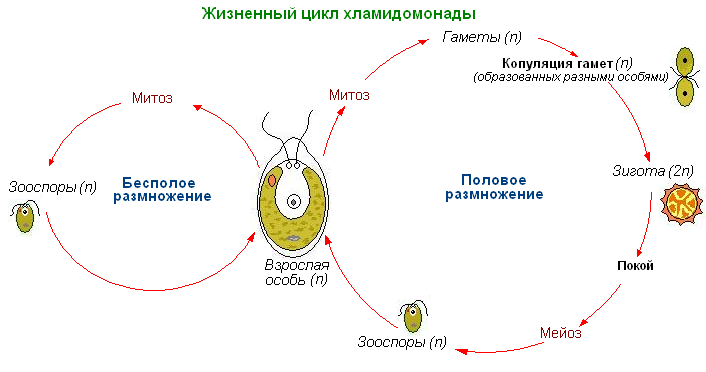 Жизненный цикл хламидомонады
Гаметы (n)
Копуляция гамет (n)
(образованных разными особями)
Митоз
Митоз
Зооспоры (n)
Бесполое
размножение
Половое
размножение
Зигота (2n)
Взрослая
особь (n)
Покой
Мейоз
Зооспоры (n)